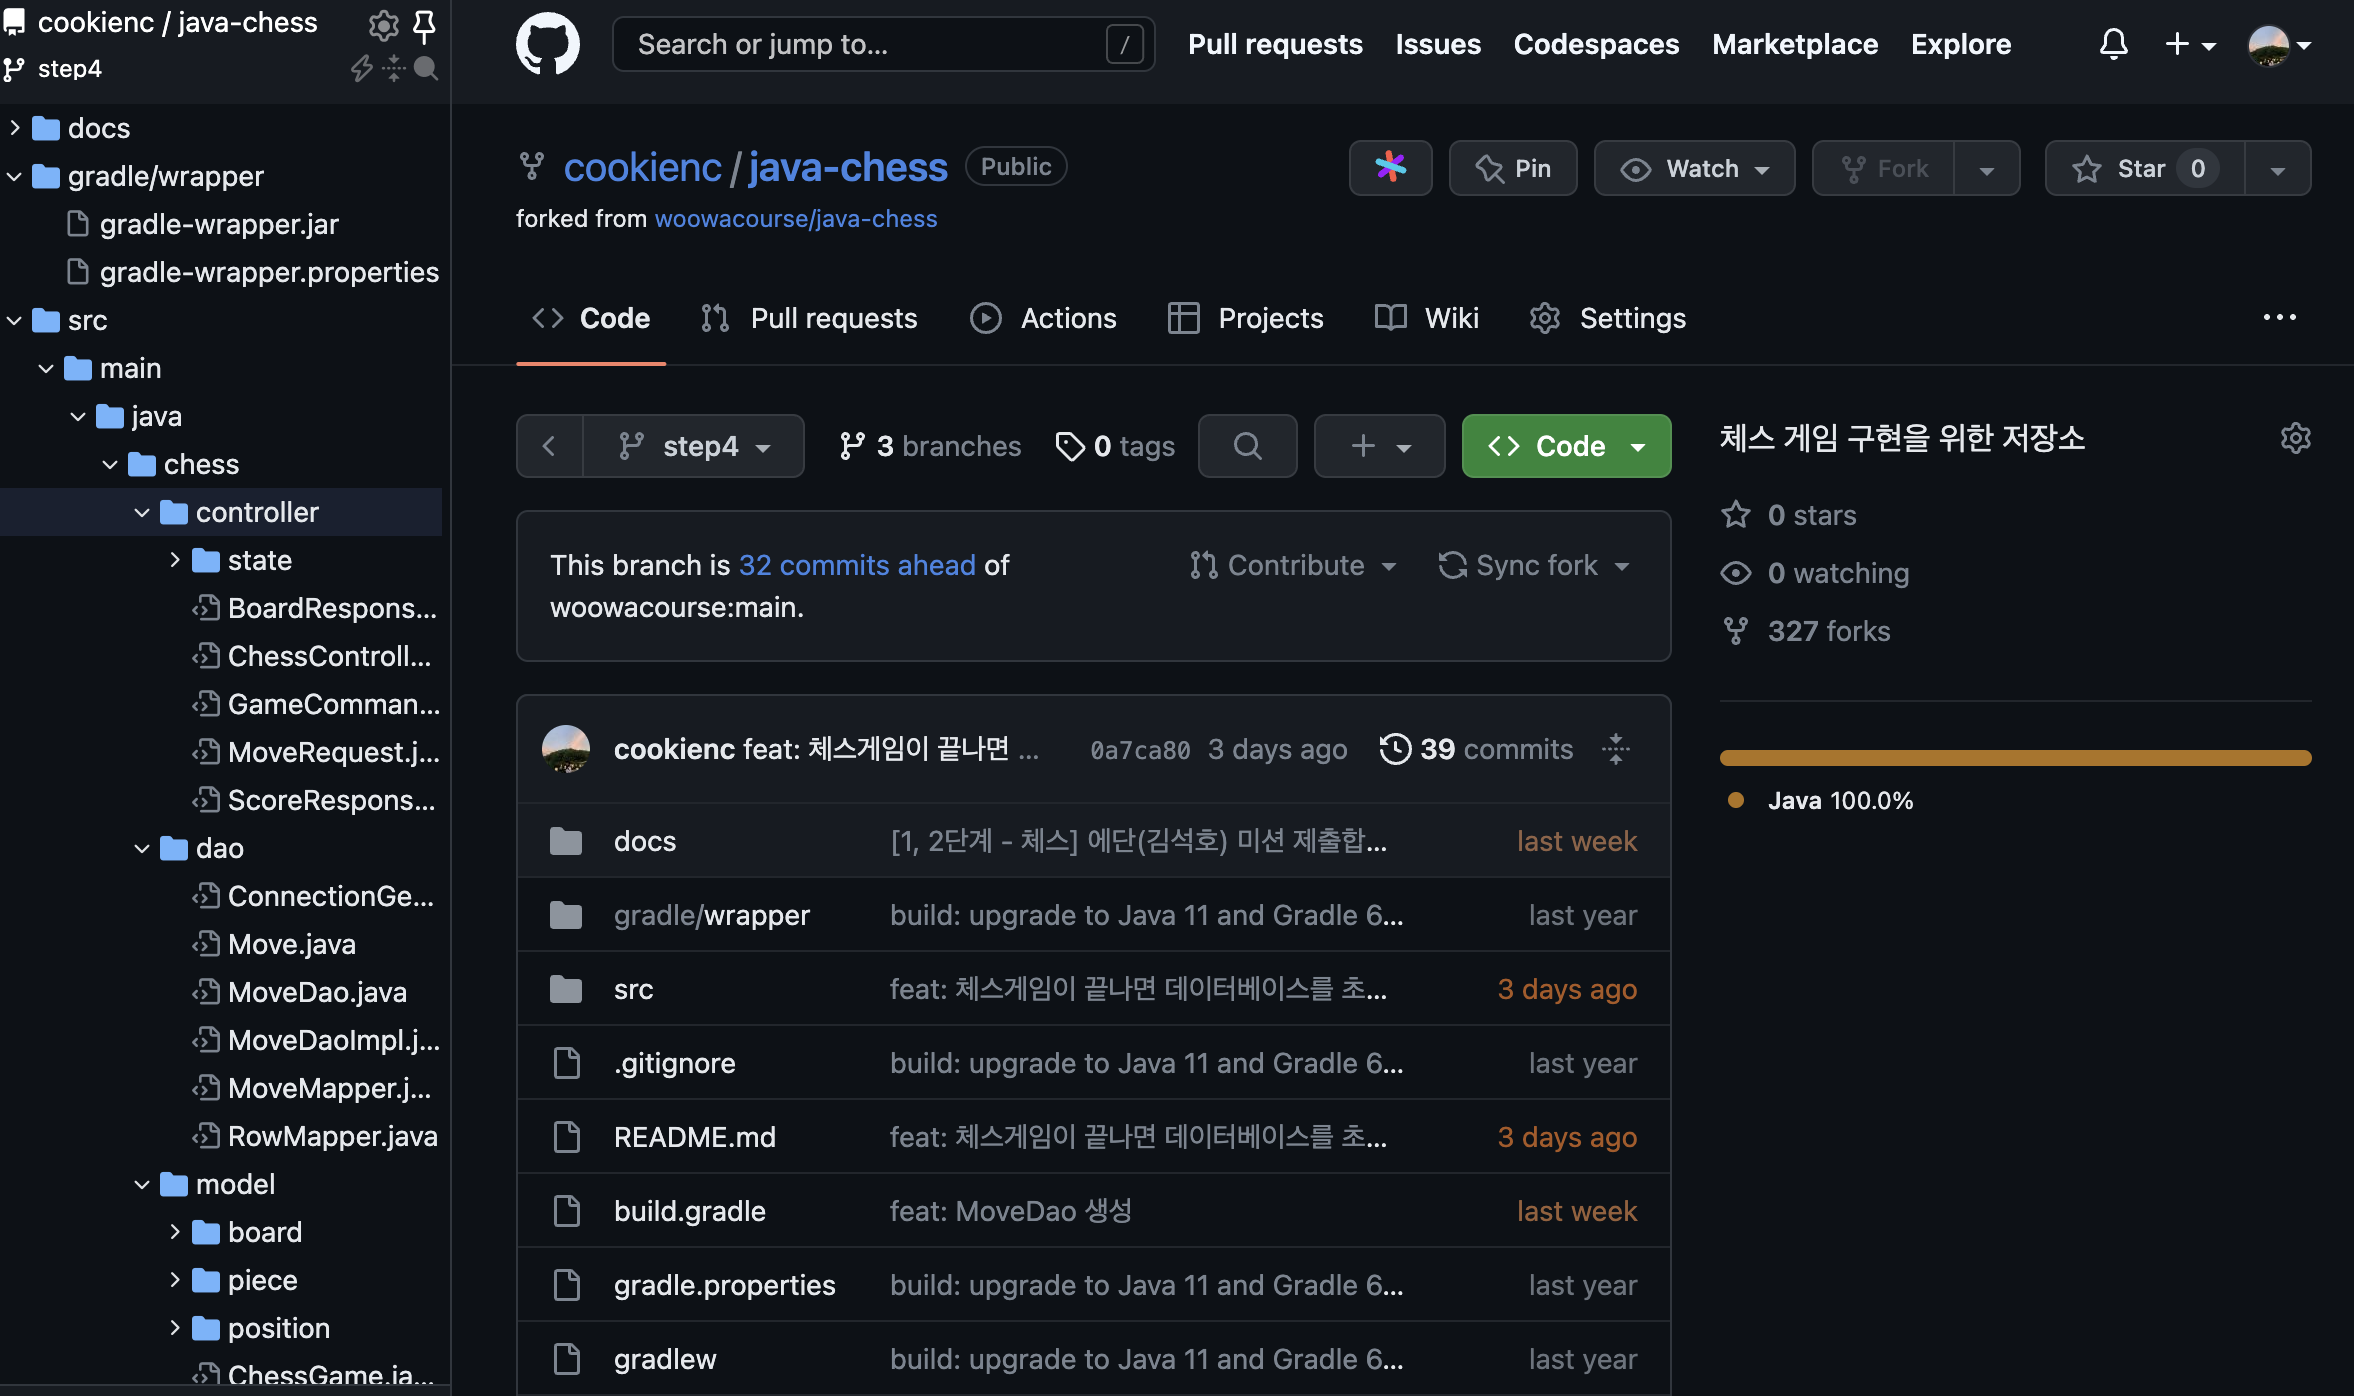 cookienc / java-chess
step4
docs
gradle/wrapper
gradle-wrapper.jar
gradle-wrapper.properties
src
main
java
chess
controller
state
BoardRespons...
ChessControll...
GameComman...
MoveRequest.j...
ScoreRespons...
dao
ConnectionGe...
Move.java
MoveDao.java
MoveDaoImpl.j...
MoveMapper.j...
RowMapper.java
model
board
piece
position
ChessGame.ja...
Search or jump to... /
Pull requests Issues Codespaces Marketplace Explore
cookienc / java-chess Public
Pin Watch Fork Star 0
forked from woowacourse/java-chess
Code Pull requests Actions Projects Wiki Settings
step4 3 branches 0 tags Code
This branch is 32 commits ahead of
woowacourse:main.
Contribute Sync fork
cookienc feat: 체스게임이 끝나면 ... 0a7ca80 3 days ago 39 commits
docs [1, 2단계 - 체스] 에단(김석호) 미션 제출합... last week
gradle/wrapper build: upgrade to Java 11 and Gradle 6... last year
src feat: 체스게임이 끝나면 데이터베이스를 초... 3 days ago
.gitignore build: upgrade to Java 11 and Gradle 6... last year
README.md feat: 체스게임이 끝나면 데이터베이스를 초... 3 days ago
build.gradle feat: MoveDao 생성 last week
gradle.properties build: upgrade to Java 11 and Gradle 6... last year
gradlew build: upgrade to Java 11 and Gradle 6... last year
체스 게임 구현을 위한 저장소
0 stars
0 watching
327 forks
Java 100.0%